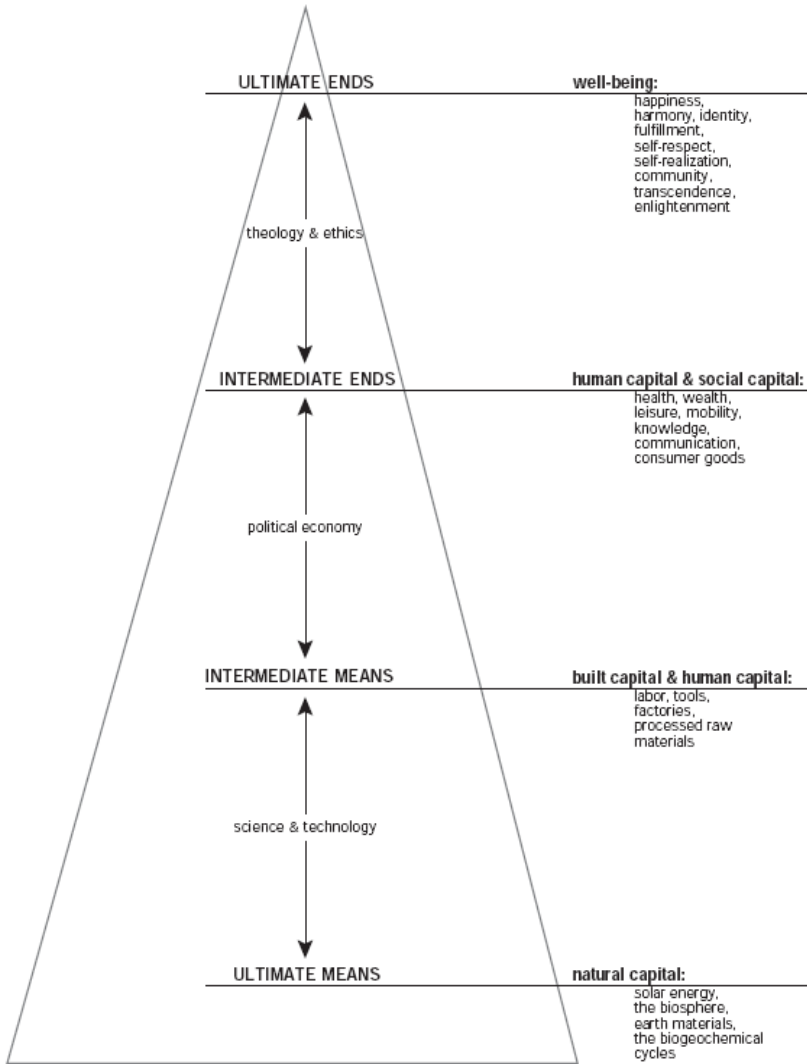 ULTIMATE ENDS
well-being:
happiness,
harmony, identity,
fulfillment,
self-respect,
self-realization,
community,
transcendence,
enlightenment
theology & ethics
INTERMEDIATE ENDS
human capital & social capital:
health, wealth,
leisure, mobility,
knowledge,
communication,
consumer goods
political economy
INTERMEDIATE MEANS
built capital & human capital:
labor, tools,
factories,
processed raw
materials
science & technology
ULTIMATE MEANS
natural capital:
solar energy,
the biosphere,
earth materials,
the biogeochemical
cycles